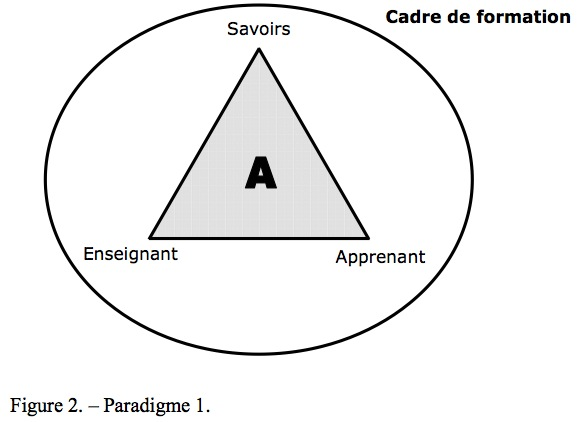 Cadre de formation
Savoirs
A
Enseignant
Apprenant
Figure 2. – Paradigme 1.